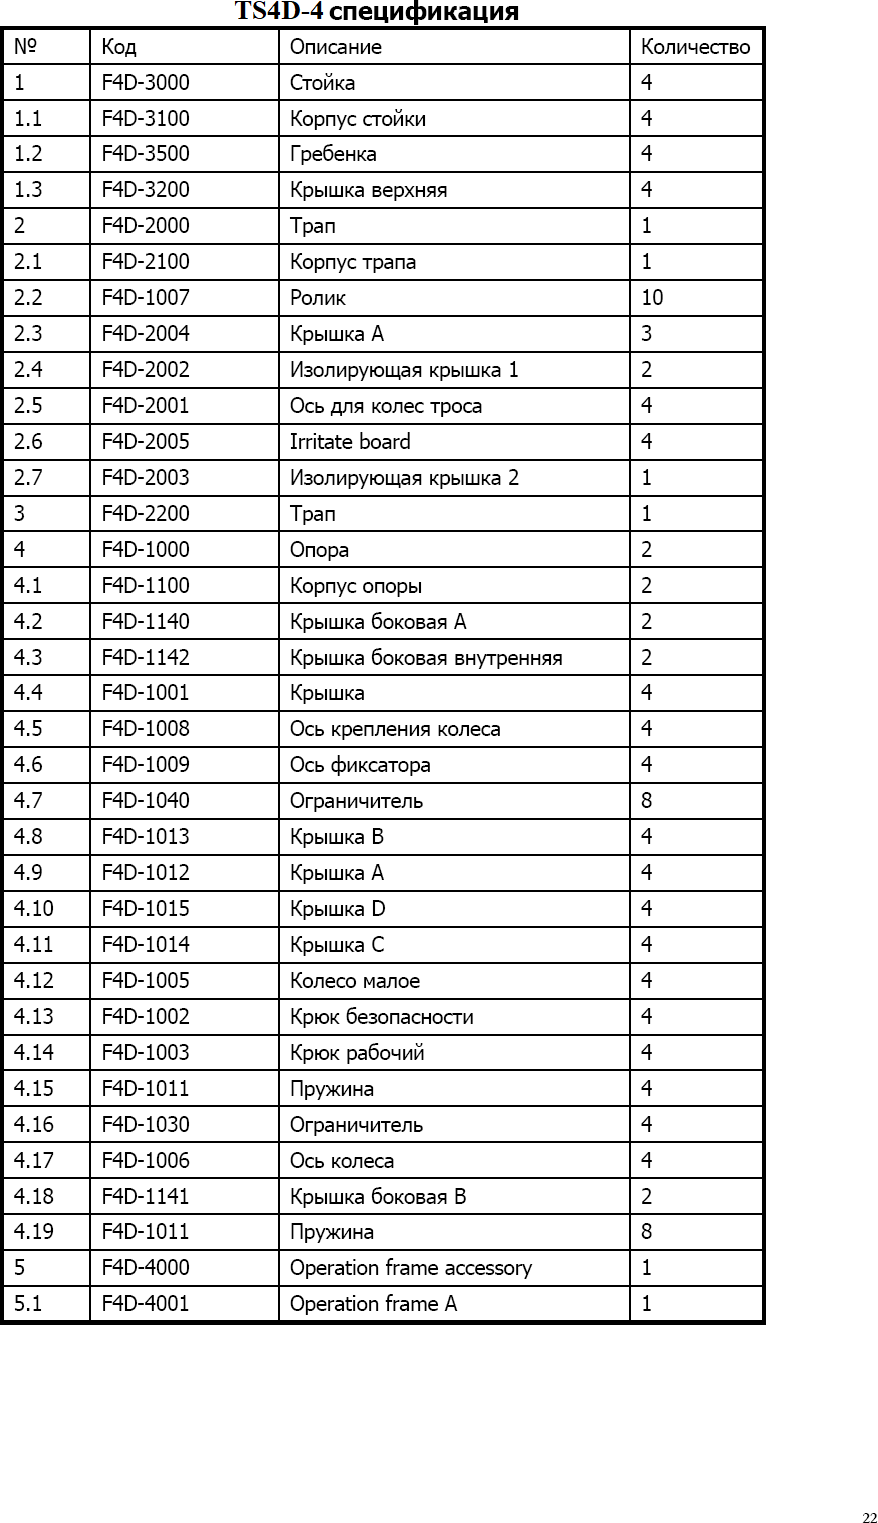 TS4D-4 спецификация
№ Код Описание Количество
1 F4D-3000 Стойка 4
1.1 F4D-3100 Корпус стойки 4
1.2 F4D-3500 Гребенка 4
1.3 F4D-3200 Крышка верхняя 4
2 F4D-2000 Трап 1
2.1 F4D-2100 Корпус трапа 1
2.2 F4D-1007 Ролик 10
2.3 F4D-2004 Крышка А 3
2.4 F4D-2002 Изолирующая крышка 1 2
2.5 F4D-2001 Ось для колес троса 4
2.6 F4D-2005 Irritate board 4
2.7 F4D-2003 Изолирующая крышка 2 1
3 F4D-2200 Трап 1
4 F4D-1000 Опора 2
4.1 F4D-1100 Корпус опоры 2
4.2 F4D-1140 Крышка боковая А 2
4.3 F4D-1142 Крышка боковая внутренняя 2
4.4 F4D-1001 Крышка 4
4.5 F4D-1008 Ось крепления колеса 4
4.6 F4D-1009 Ось фиксатора 4
4.7 F4D-1040 Ограничитель 8
4.8 F4D-1013 Крышка В 4
4.9 F4D-1012 Крышка А 4
4.10 F4D-1015 Крышка D 4
4.11 F4D-1014 Крышка С 4
4.12 F4D-1005 Колесо малое 4
4.13 F4D-1002 Крюк безопасности 4
4.14 F4D-1003 Крюк рабочий 4
4.15 F4D-1011 Пружина 4
4.16 F4D-1030 Ограничитель 4
4.17 F4D-1006 Ось колеса 4
4.18 F4D-1141 Крышка боковая В 2
4.19 F4D-1011 Пружина 8
5 F4D-4000 Operation frame accessory 1
5.1 F4D-4001 Operation frame A 1
22